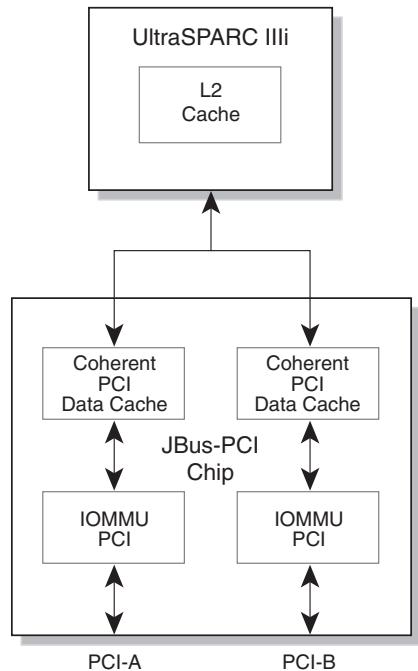 UltraSPARC IIIi
L2
Cache
Coherent
PCI
Data Cache
Coherent
PCI
Data Cache
JBus-PCI
Chip
IOMMU
PCI
IOMMU
PCI
PCI-A
PCI-B